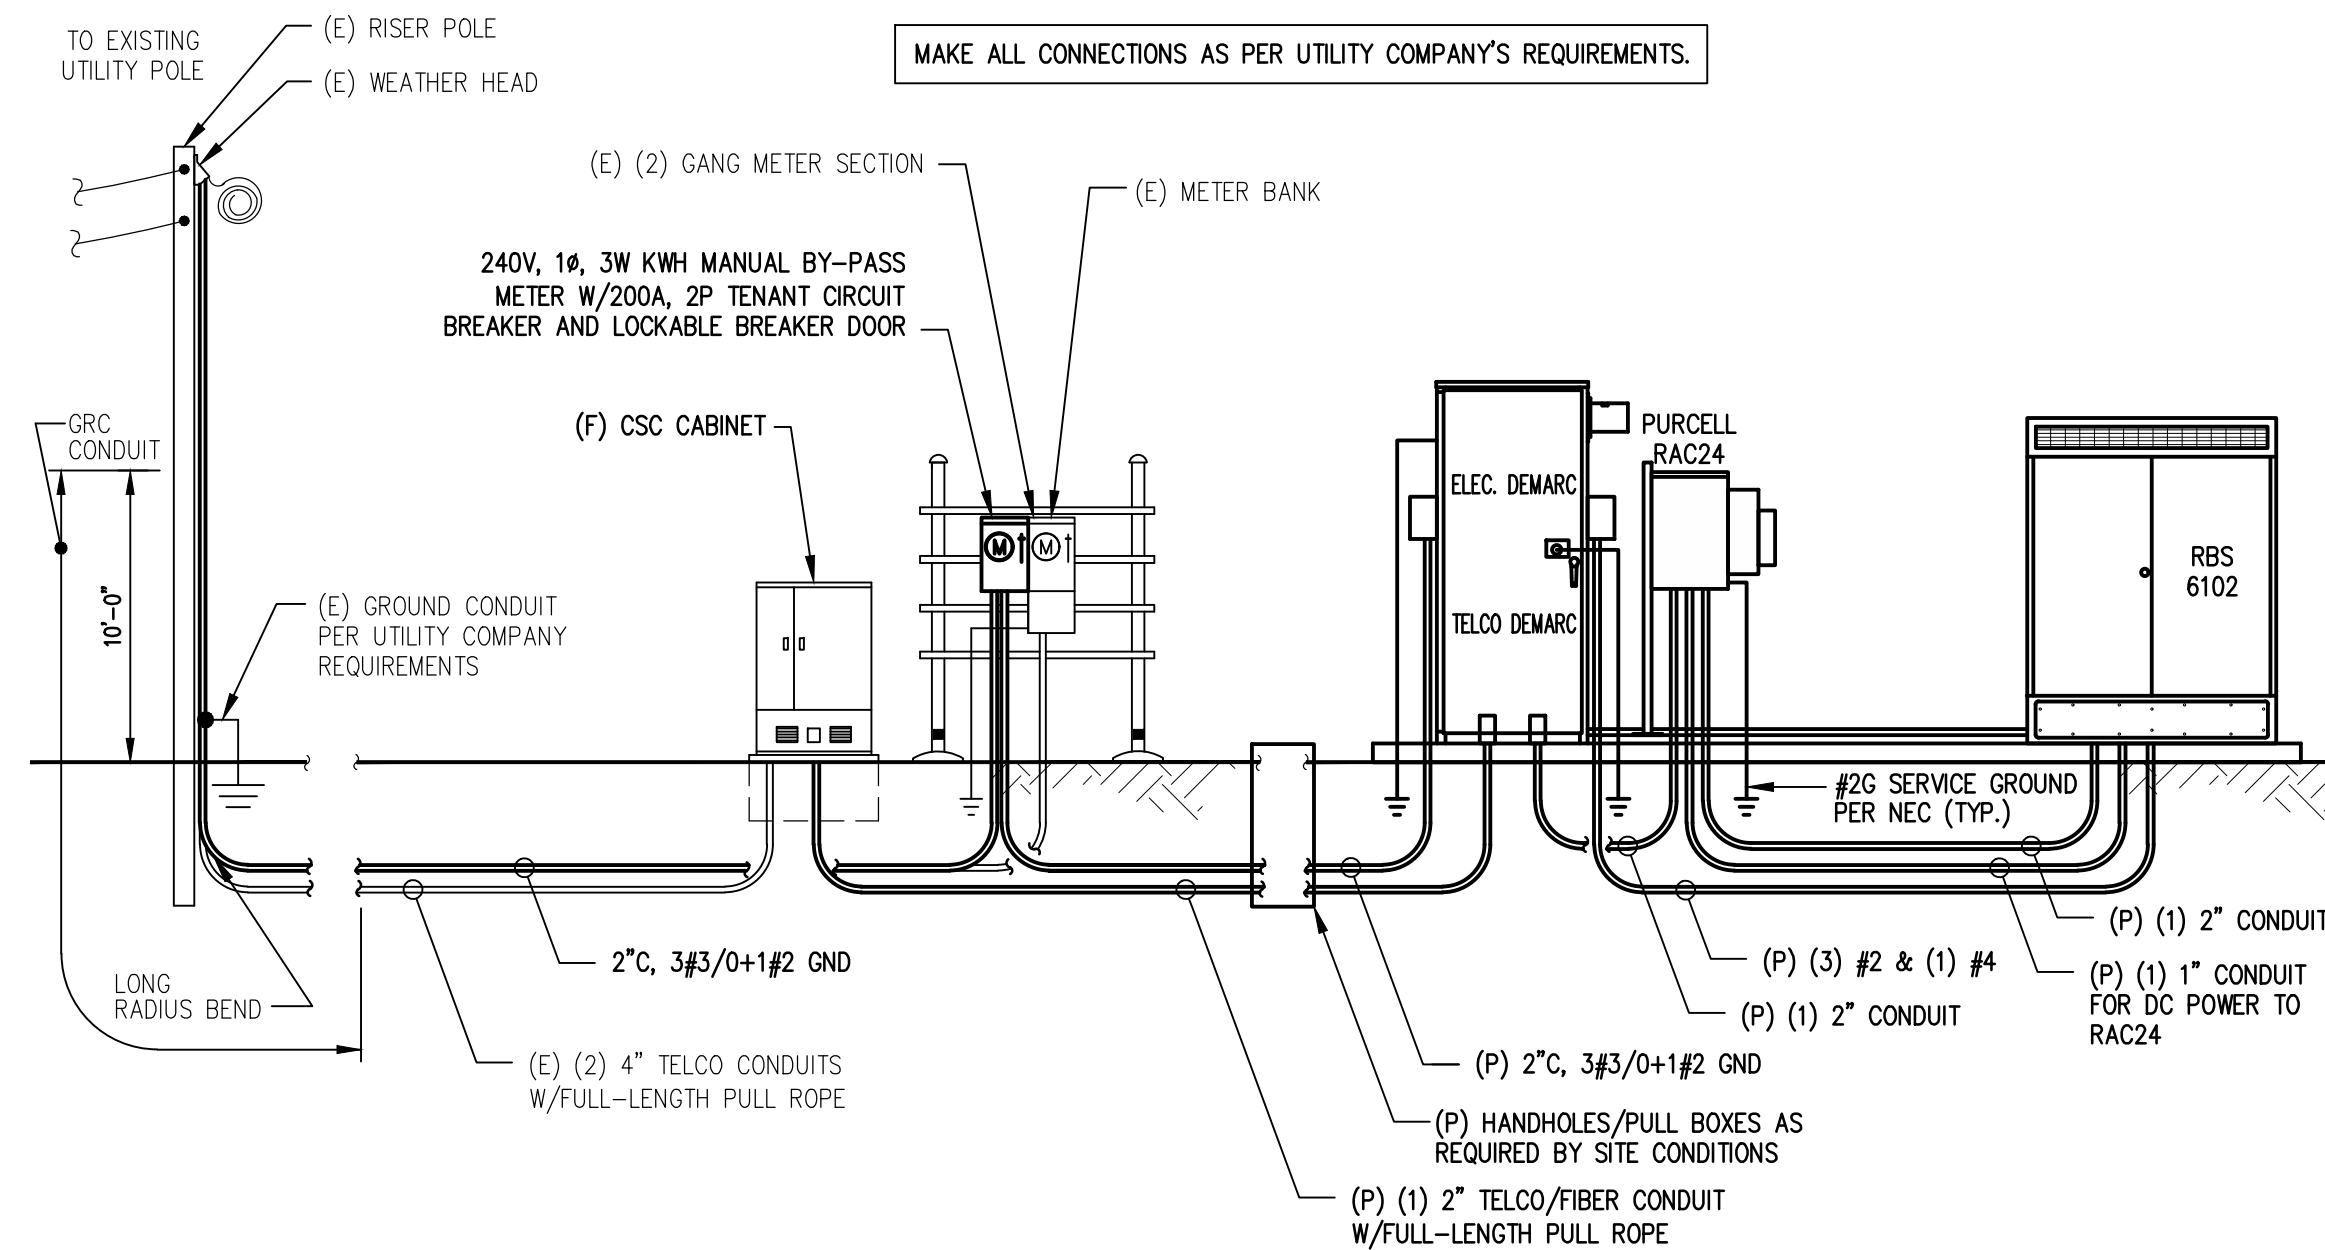 TO EXISTING
UTILITY POLE
(E) RISER POLE
(E) WEATHER HEAD
MAKE ALL CONNECTIONS AS PER UTILITY COMPANY'S REQUIREMENTS.
(E) (2) GANG METER SECTION
(E) METER BANK
240V, 1ø, 3W KWH MANUAL BY-PASS
METER W/200A, 2P TENANT CIRCUIT
BREAKER AND LOCKABLE BREAKER DOOR
GRC
CONDUIT
(F) CSC CABINET
PURCELL
RAC24
ELEC. DEMARC
M
M
RBS
6102
10'-0"
(E) GROUND CONDUIT
PER UTILITY COMPANY
REQUIREMENTS
TELCO DEMARC
#2G SERVICE GROUND
PER NEC (TYP.)
(P) (1) 2" CONDUIT
2"C, 3#3/0+1#2 GND
(P) (3) #2 & (1) #4
(P) (1) 1" CONDUIT
FOR DC POWER TO
RAC24
LONG
RADIUS BEND
(P) (1) 2" CONDUIT
(E) (2) 4" TELCO CONDUITS
W/FULL-LENGTH PULL ROPE
(P) 2"C, 3#3/0+1#2 GND
(P) HANDHOLES/PULL BOXES AS
REQUIRED BY SITE CONDITIONS
(P) (1) 2" TELCO/FIBER CONDUIT
W/FULL-LENGTH PULL ROPE